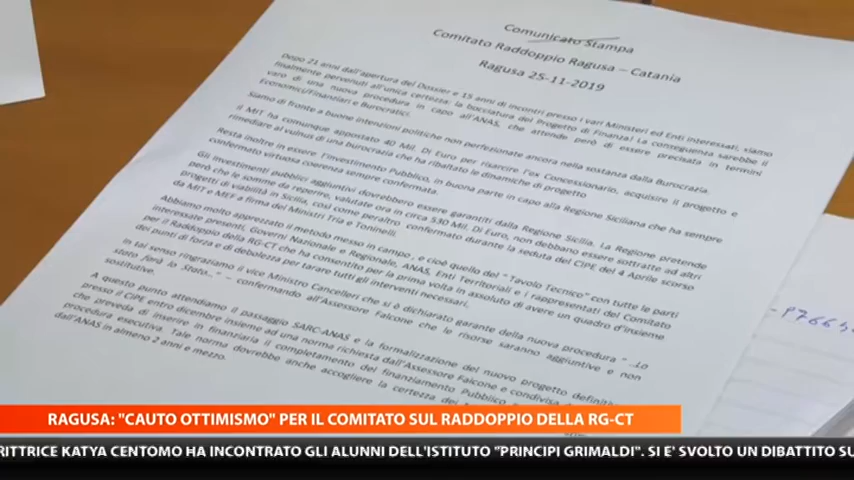 Comunicato Stampa
Comitato Raddoppio Ragusa – Catania
Ragusa 25-11-2019
Dopo 21 anni dall'apertura del Dossier e 15 anni di incontri presso i vari Ministeri ed Enti interessati, siamo
finalmente pervenuti all'unica certezza: la bocciatura del Progetto di Finanza! La conseguenza sarebbe il
varo di una nuova procedura in capo all'ANAS, che attende però di essere precisata in termini
Economici/Finanziari e Burocratici.
Siamo di fronte a buone intenzioni politiche non perfezionate ancora nella sostanza dalla Burocrazia.
Il MIT ha comunque appontato 40 Mil. Di Euro per risarcire l'ex Concessionario, acquisire il progetto e
rimediare al vulnus di una burocrazia che ha ribaltato le dinamiche di progetto
Resta inoltre in essere l'Investimento Pubblico, in buona parte in capo alla Regione Siciliana che ha sempre
confermato virtuosa coerenza sempre confermata.
Gli investimenti pubblici aggiuntivi dovrebbero essere garantiti dalla Regione Sicilia. La Regione pretende
però che le somme da reperire, valutate ora in circa 530 Mil. Di Euro, non debbano essere sottratte ad altri
progetti di viabilità in Sicilia, così come peraltro confermato durante la seduta del CIPE del 4 Aprile scorso
da MIT e MEF a firma dei Ministri Tria e Toninelli.
Abbiamo molto apprezzato il metodo messo in campo , e cioè quello del "Tavolo Tecnico" con tutte le parti
interessate presenti, Governi Nazionale e Regionale, ANAS, Enti Territoriali e i rappresentati del Comitato
per il Raddoppio della RG-CT che ha consentito per la prima volta in assoluto di avere un quadro d'insieme
dei punti di forza e di debolezza per tarare tutti gli interventi necessari.
In tal senso ringraziamo il vice Ministro Cancelleri che si è dichiarato garante della nuova procedura "…Lo
stato farà lo Stato…" – confermando all'Assessore Falcone che le risorse saranno aggiuntive e non
sostitutive.
A questo punto attendiamo il passaggio SARC-ANAS e la formalizzazione del nuovo progetto definitivo
presso il CIPE entro dicembre insieme ad una norma richiesta dall'Assessore Falcone e condivisa
che preveda di inserire in finanziaria il completamento del finanziamento Pubblico
procedura esecutiva. Tale norma dovrebbe anche accogliere la certezza dei
dall'ANAS in almeno 2 anni e mezzo.
RAGUSA: "CAUTO OTTIMISMO" PER IL COMITATO SUL RADDOPPIO DELLA RG-CT
RITTRICE KATYA CENTOMO HA INCONTRATO GLI ALUNNI DELL'ISTITUTO "PRINCIPI GRIMALDI". SI E' SVOLTO UN DIBATTITO SU